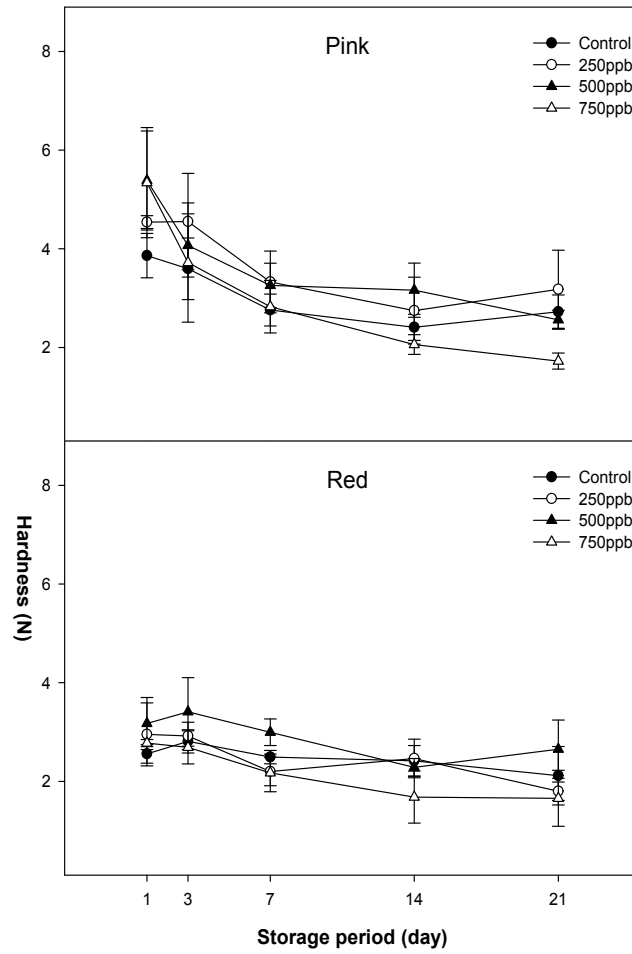 Pink
Control
250ppb
500ppb
750ppb
8
6
4
2
Red
Control
250ppb
500ppb
750ppb
8
6
4
2
Hardness (N)
1 3 7 14 21
Storage period (day)